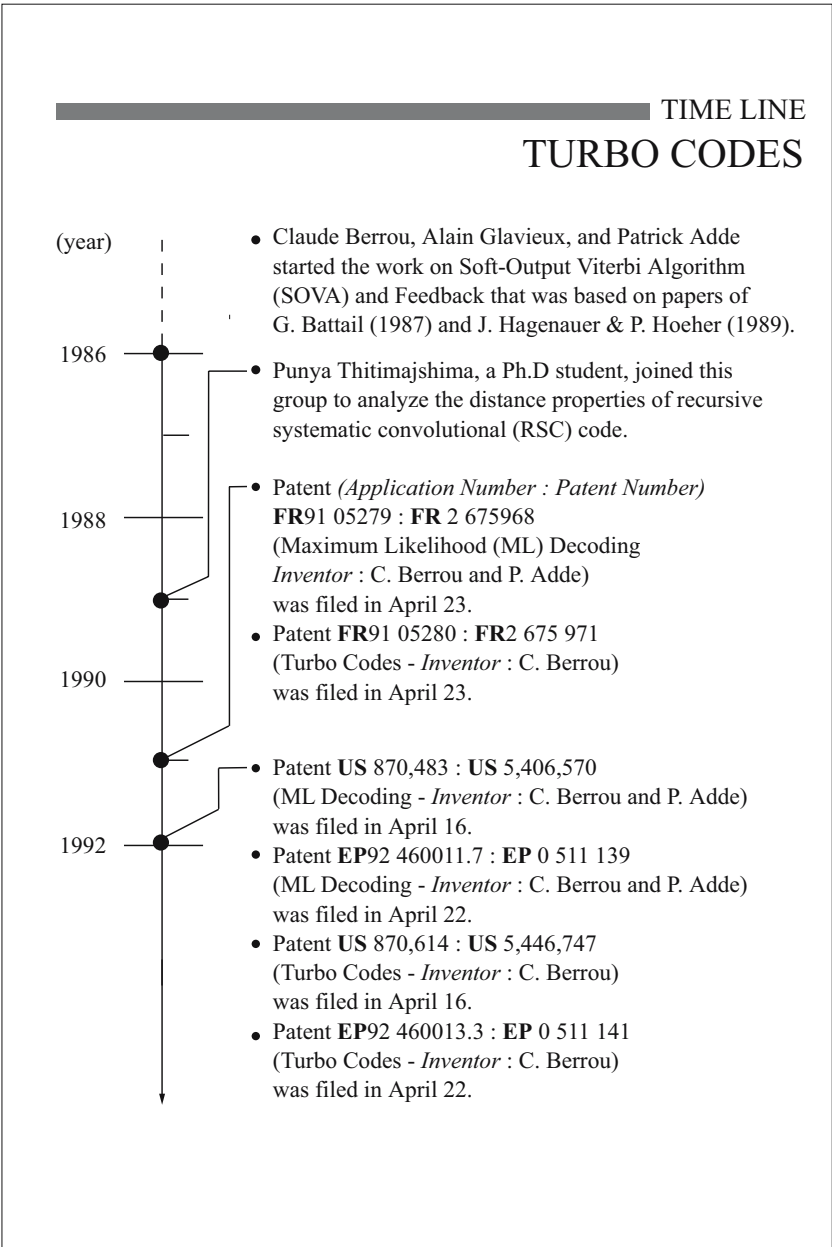 TIME LINE
TURBO CODES
(year)
• Claude Berrou, Alain Glavieux, and Patrick Adde
started the work on Soft-Output Viterbi Algorithm
(SOVA) and Feedback that was based on papers of
G. Battail (1987) and J. Hagenauer & P. Hoeher (1989).
1986
• Punya Thitimajshima, a Ph.D student, joined this
group to analyze the distance properties of recursive
systematic convolutional (RSC) code.
• Patent (Application Number : Patent Number)
1988
FR91 05279 : FR 2 675968
(Maximum Likelihood (ML) Decoding
Inventor : C. Berrou and P. Adde)
was filed in April 23.
• Patent FR91 05280 : FR2 675 971
(Turbo Codes - Inventor : C. Berrou)
1990
was filed in April 23.
• Patent US 870,483 : US 5,406,570
(ML Decoding - Inventor : C. Berrou and P. Adde)
was filed in April 16.
1992
• Patent EP92 460011.7 : EP 0 511 139
(ML Decoding - Inventor : C. Berrou and P. Adde)
was filed in April 22.
• Patent US 870,614 : US 5,446,747
(Turbo Codes - Inventor : C. Berrou)
was filed in April 16.
• Patent EP92 460013.3 : EP 0 511 141
(Turbo Codes - Inventor : C. Berrou)
was filed in April 22.